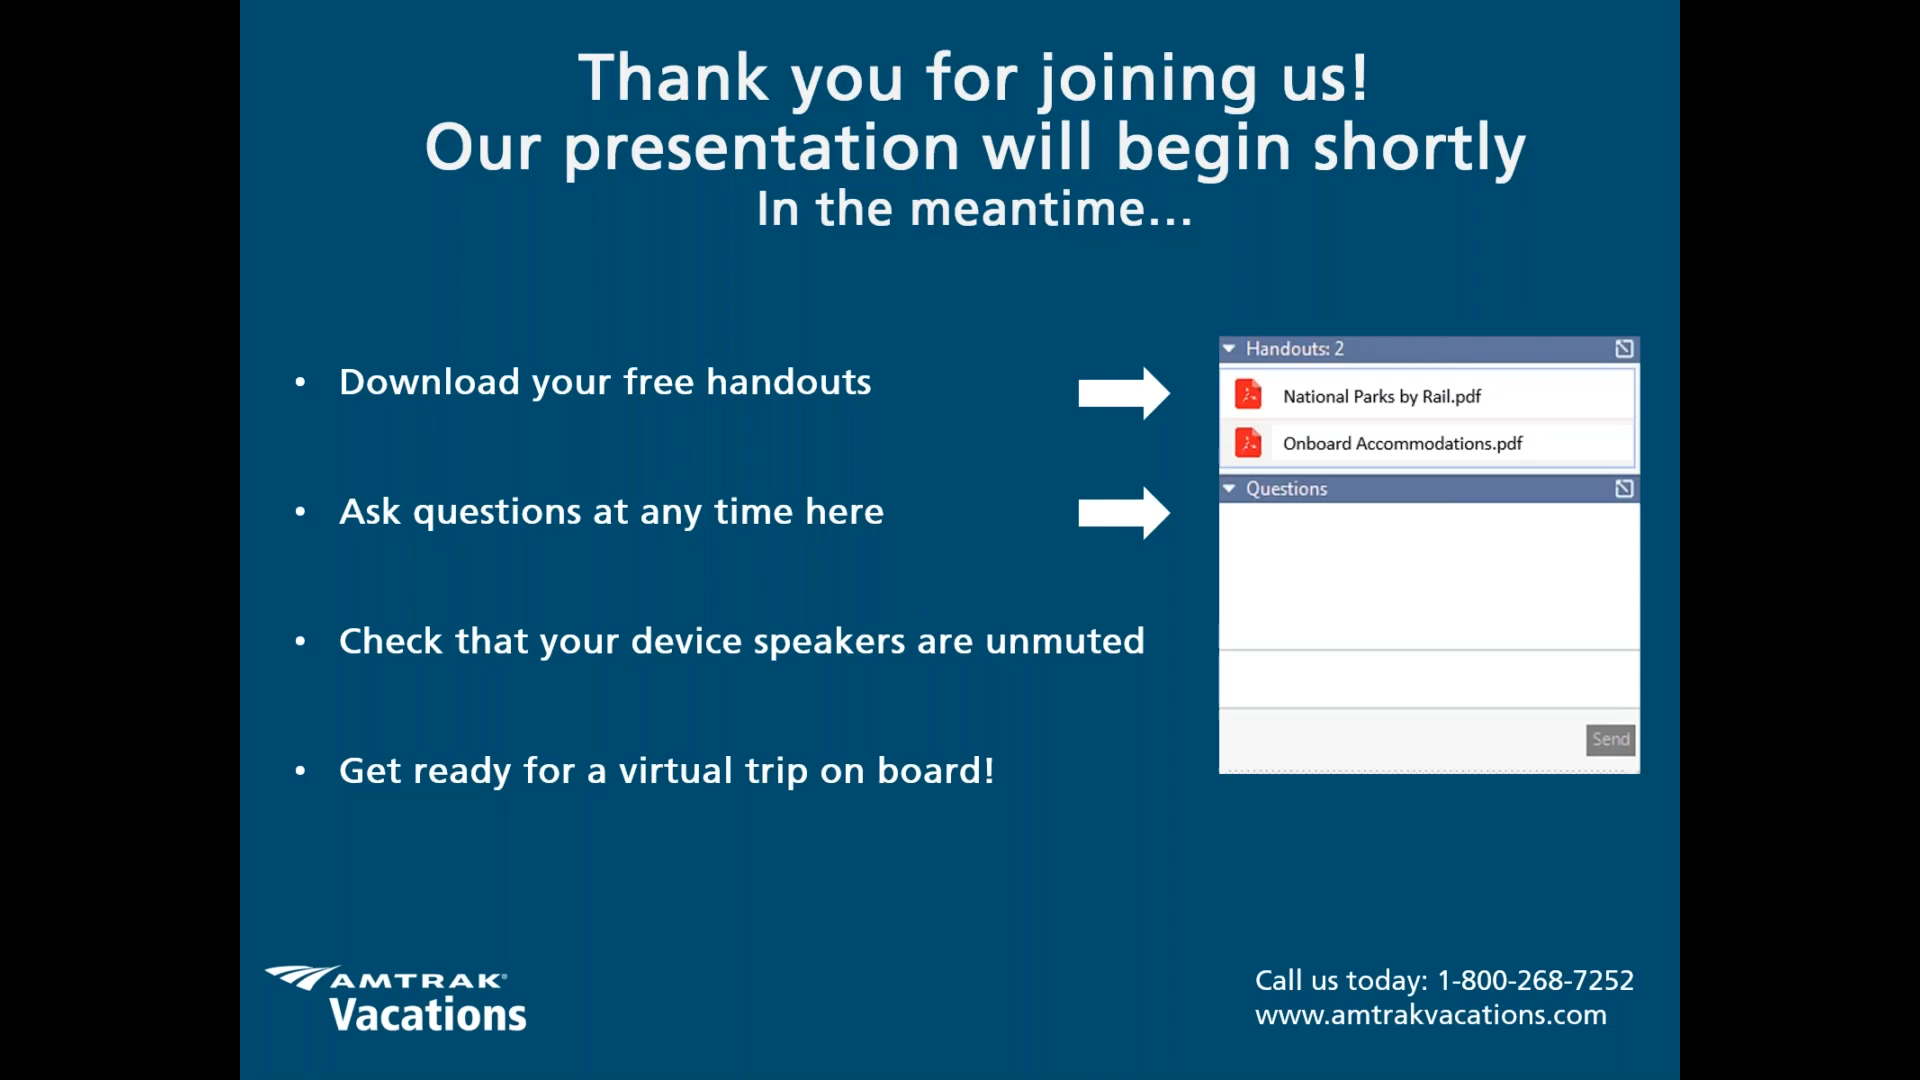 Thank you for joining us!
Our presentation will begin shortly
In the meantime...
• Download your free handouts
• Ask questions at any time here
• Check that your device speakers are unmuted
• Get ready for a virtual trip on board!
Handouts: 2
National Parks by Rail.pdf
Onboard Accommodations.pdf
Questions
Send
AMTRAK®
Vacations
Call us today: 1-800-268-7252
www.amtrakvacations.com